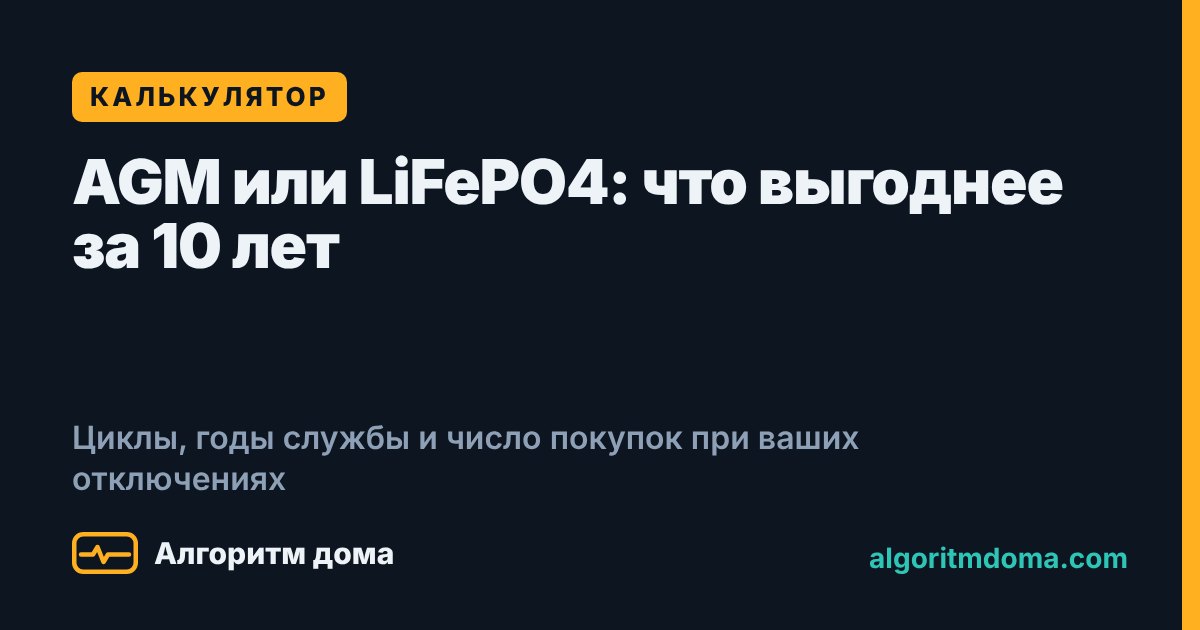 КАЛЬКУЛЯТОР
AGM или LiFePO4: что выгоднее
за 10 лет
Циклы, годы службы и число покупок при ваших
отключениях
Алгоритм дома
algoritmdoma.com